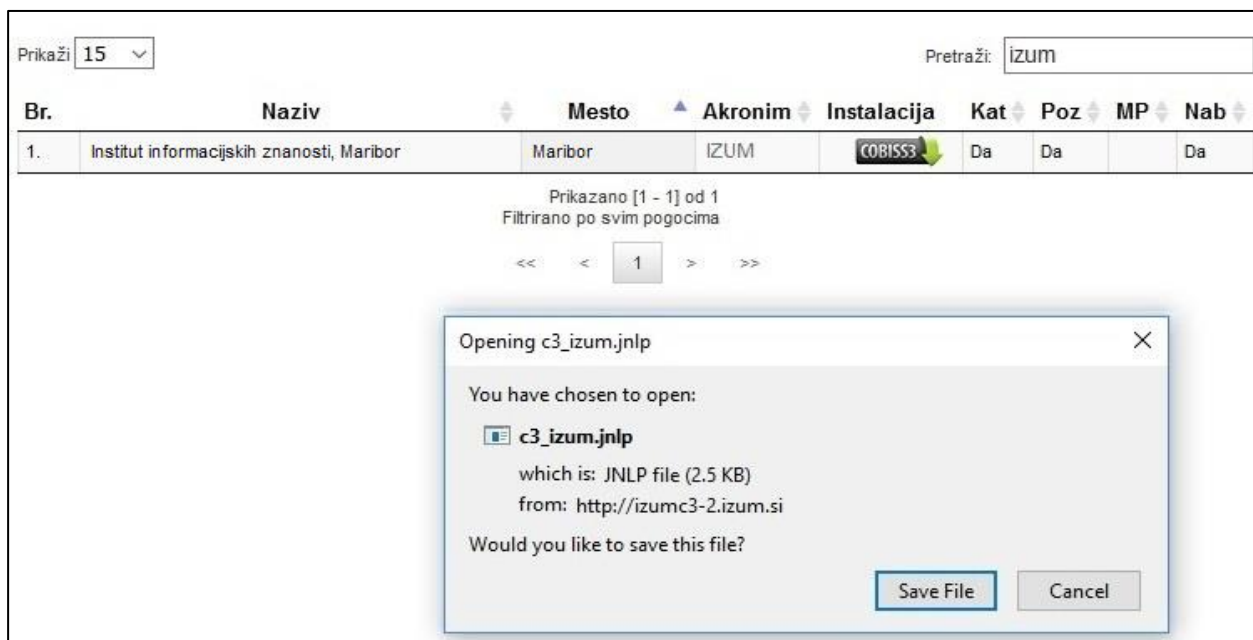 Prikaži 15 Pretraži: izum
Br. Naziv Mesto Akronim Instalacija Kat Poz MP Nab
1. Institut informacijskih znanosti, Maribor Maribor IZUM COBISS3 Da Da Da
Prikazano [1 - 1] od 1
Filtrirano po svim pogocima
<< < 1 > >>
Opening c3_izum.jnlp
You have chosen to open:
c3_izum.jnlp
which is: JNLP file (2.5 KB)
from: http://izumc3-2.izum.si
Would you like to save this file?
Save File Cancel